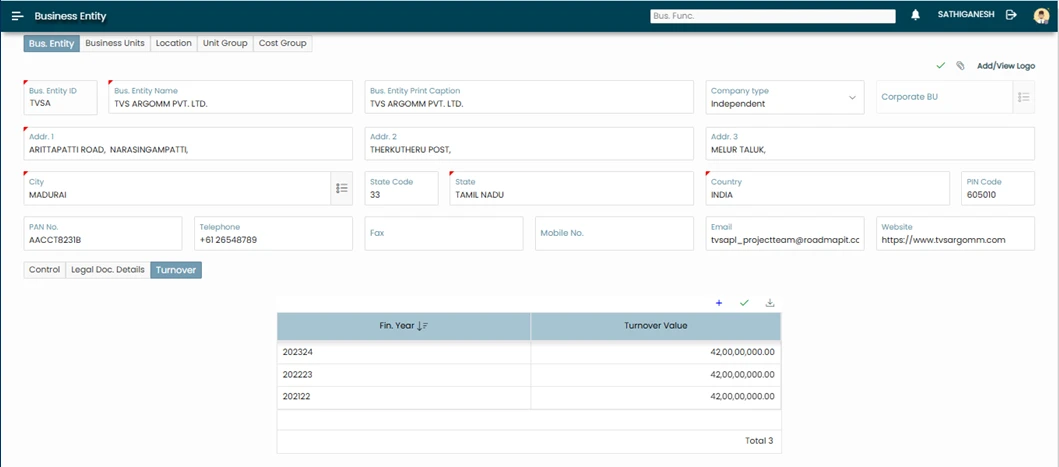 Business Entity
Bus. Func.
SATHIGANESH
Bus. Entity Business Units Location Unit Group Cost Group
Add/View Logo
Bus. Entity ID Bus. Entity Name Bus. Entity Print Caption Company type
TVSA TVS ARGOMM PVT. LTD. TVS ARGOMM PVT. LTD. Independent Corporate BU
Addr. 1 Addr. 2 Addr. 3
ARITTAPATTI ROAD, NARASINGAMPATTI, THERKUTHERU POST, MELUR TALUK,
City State Code State Country PIN Code
MADURAI 33 TAMIL NADU INDIA 605010
PAN No. Telephone Fax Mobile No. Email Website
AACCT8231B +61 26548789 tvsapl_projectteam@roadmapit.cc https://www.tvsargomm.com
Control Legal Doc. Details Turnover
Fin. Year Turnover Value
202324 42,00,00,000.00
202223 42,00,00,000.00
202122 42,00,00,000.00
Total 3